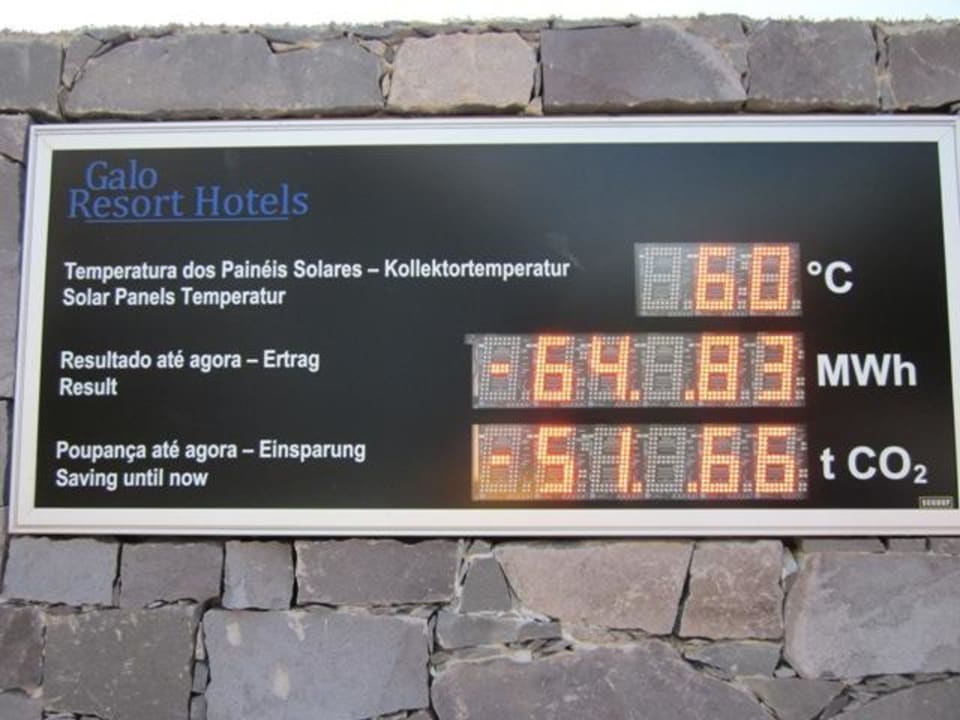 Galo
Resort Hotels
Temperatura dos Painéis Solares – Kollektortemperatur
Solar Panels Temperatur
60 °C
Resultado até agora – Ertrag
Result
-64. .83 MWh
Poupança até agora – Einsparung
Saving until now
-51. .66 t CO₂